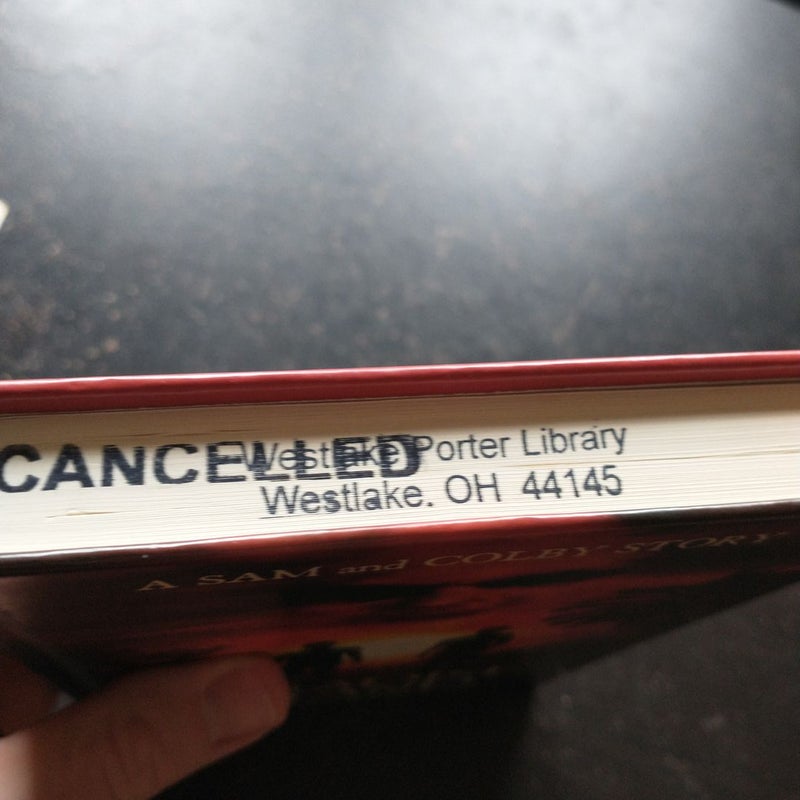 CANCELLED
Westlake Porter Library
Westlake, OH 44145
A SAM and COLBY STORY